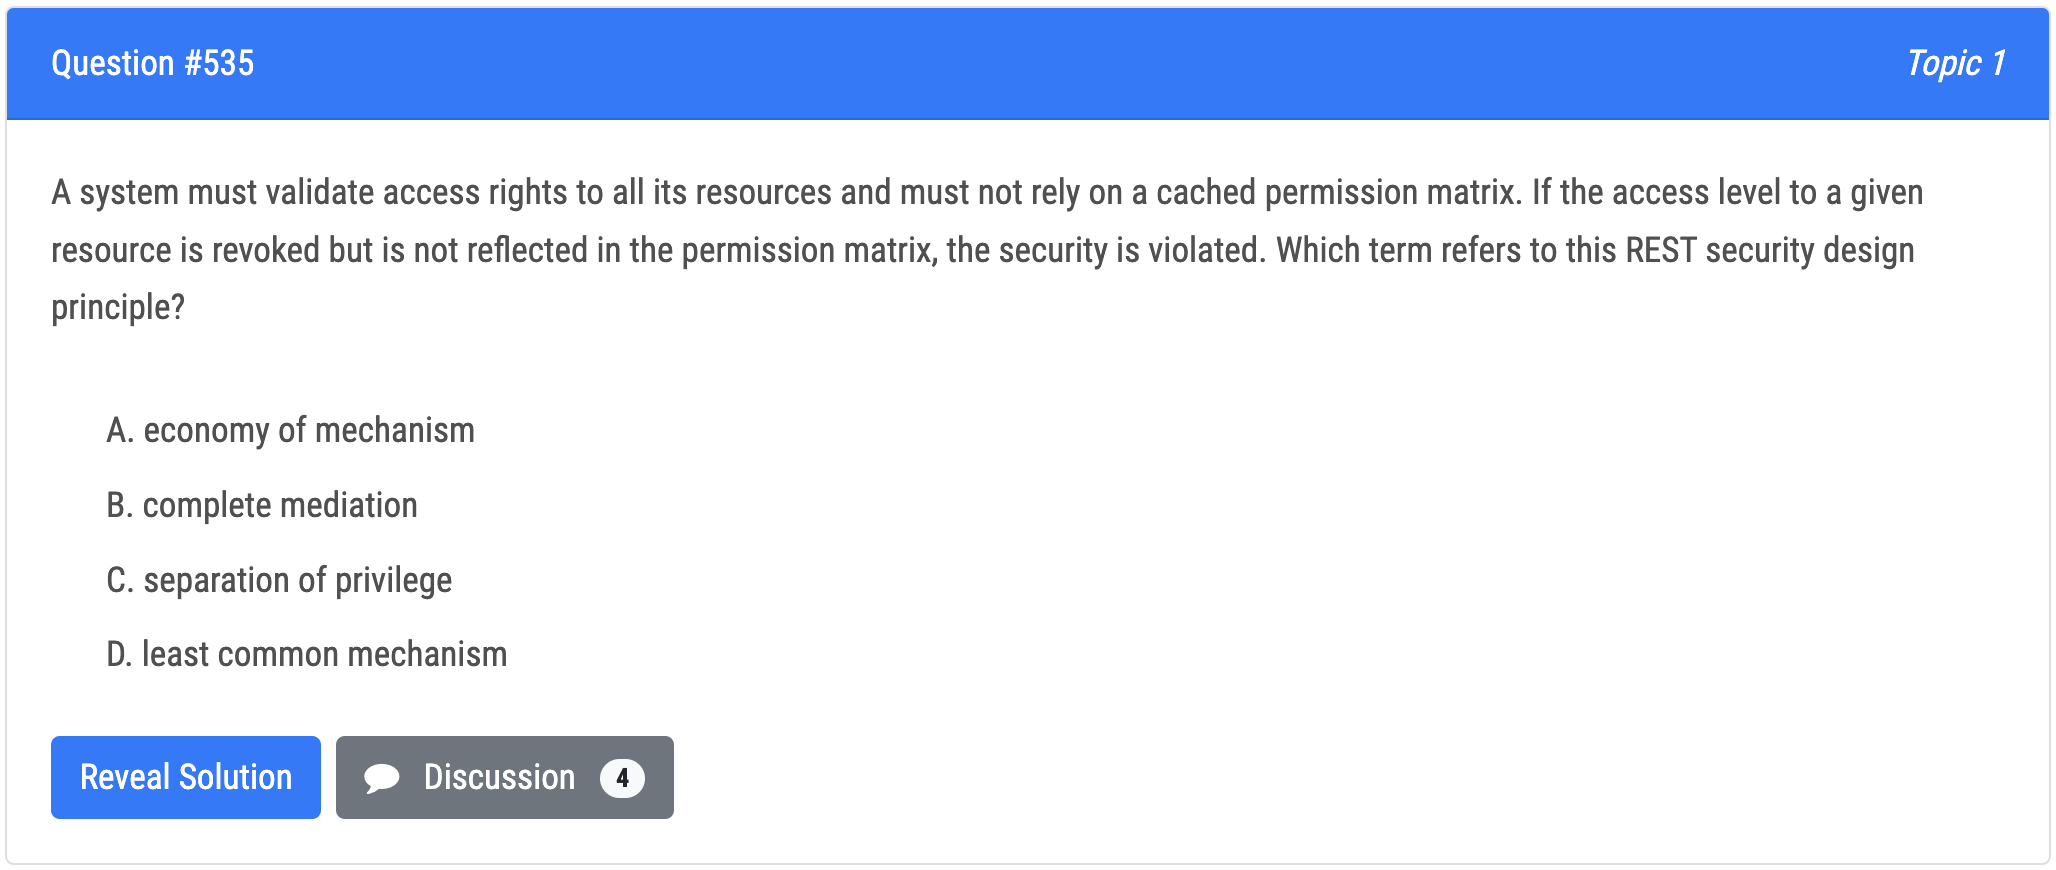 Question #535
Topic 1
A system must validate access rights to all its resources and must not rely on a cached permission matrix. If the access level to a given
resource is revoked but is not reflected in the permission matrix, the security is violated. Which term refers to this REST security design
principle?
A. economy of mechanism
B. complete mediation
C. separation of privilege
D. least common mechanism
Reveal Solution
Discussion 4